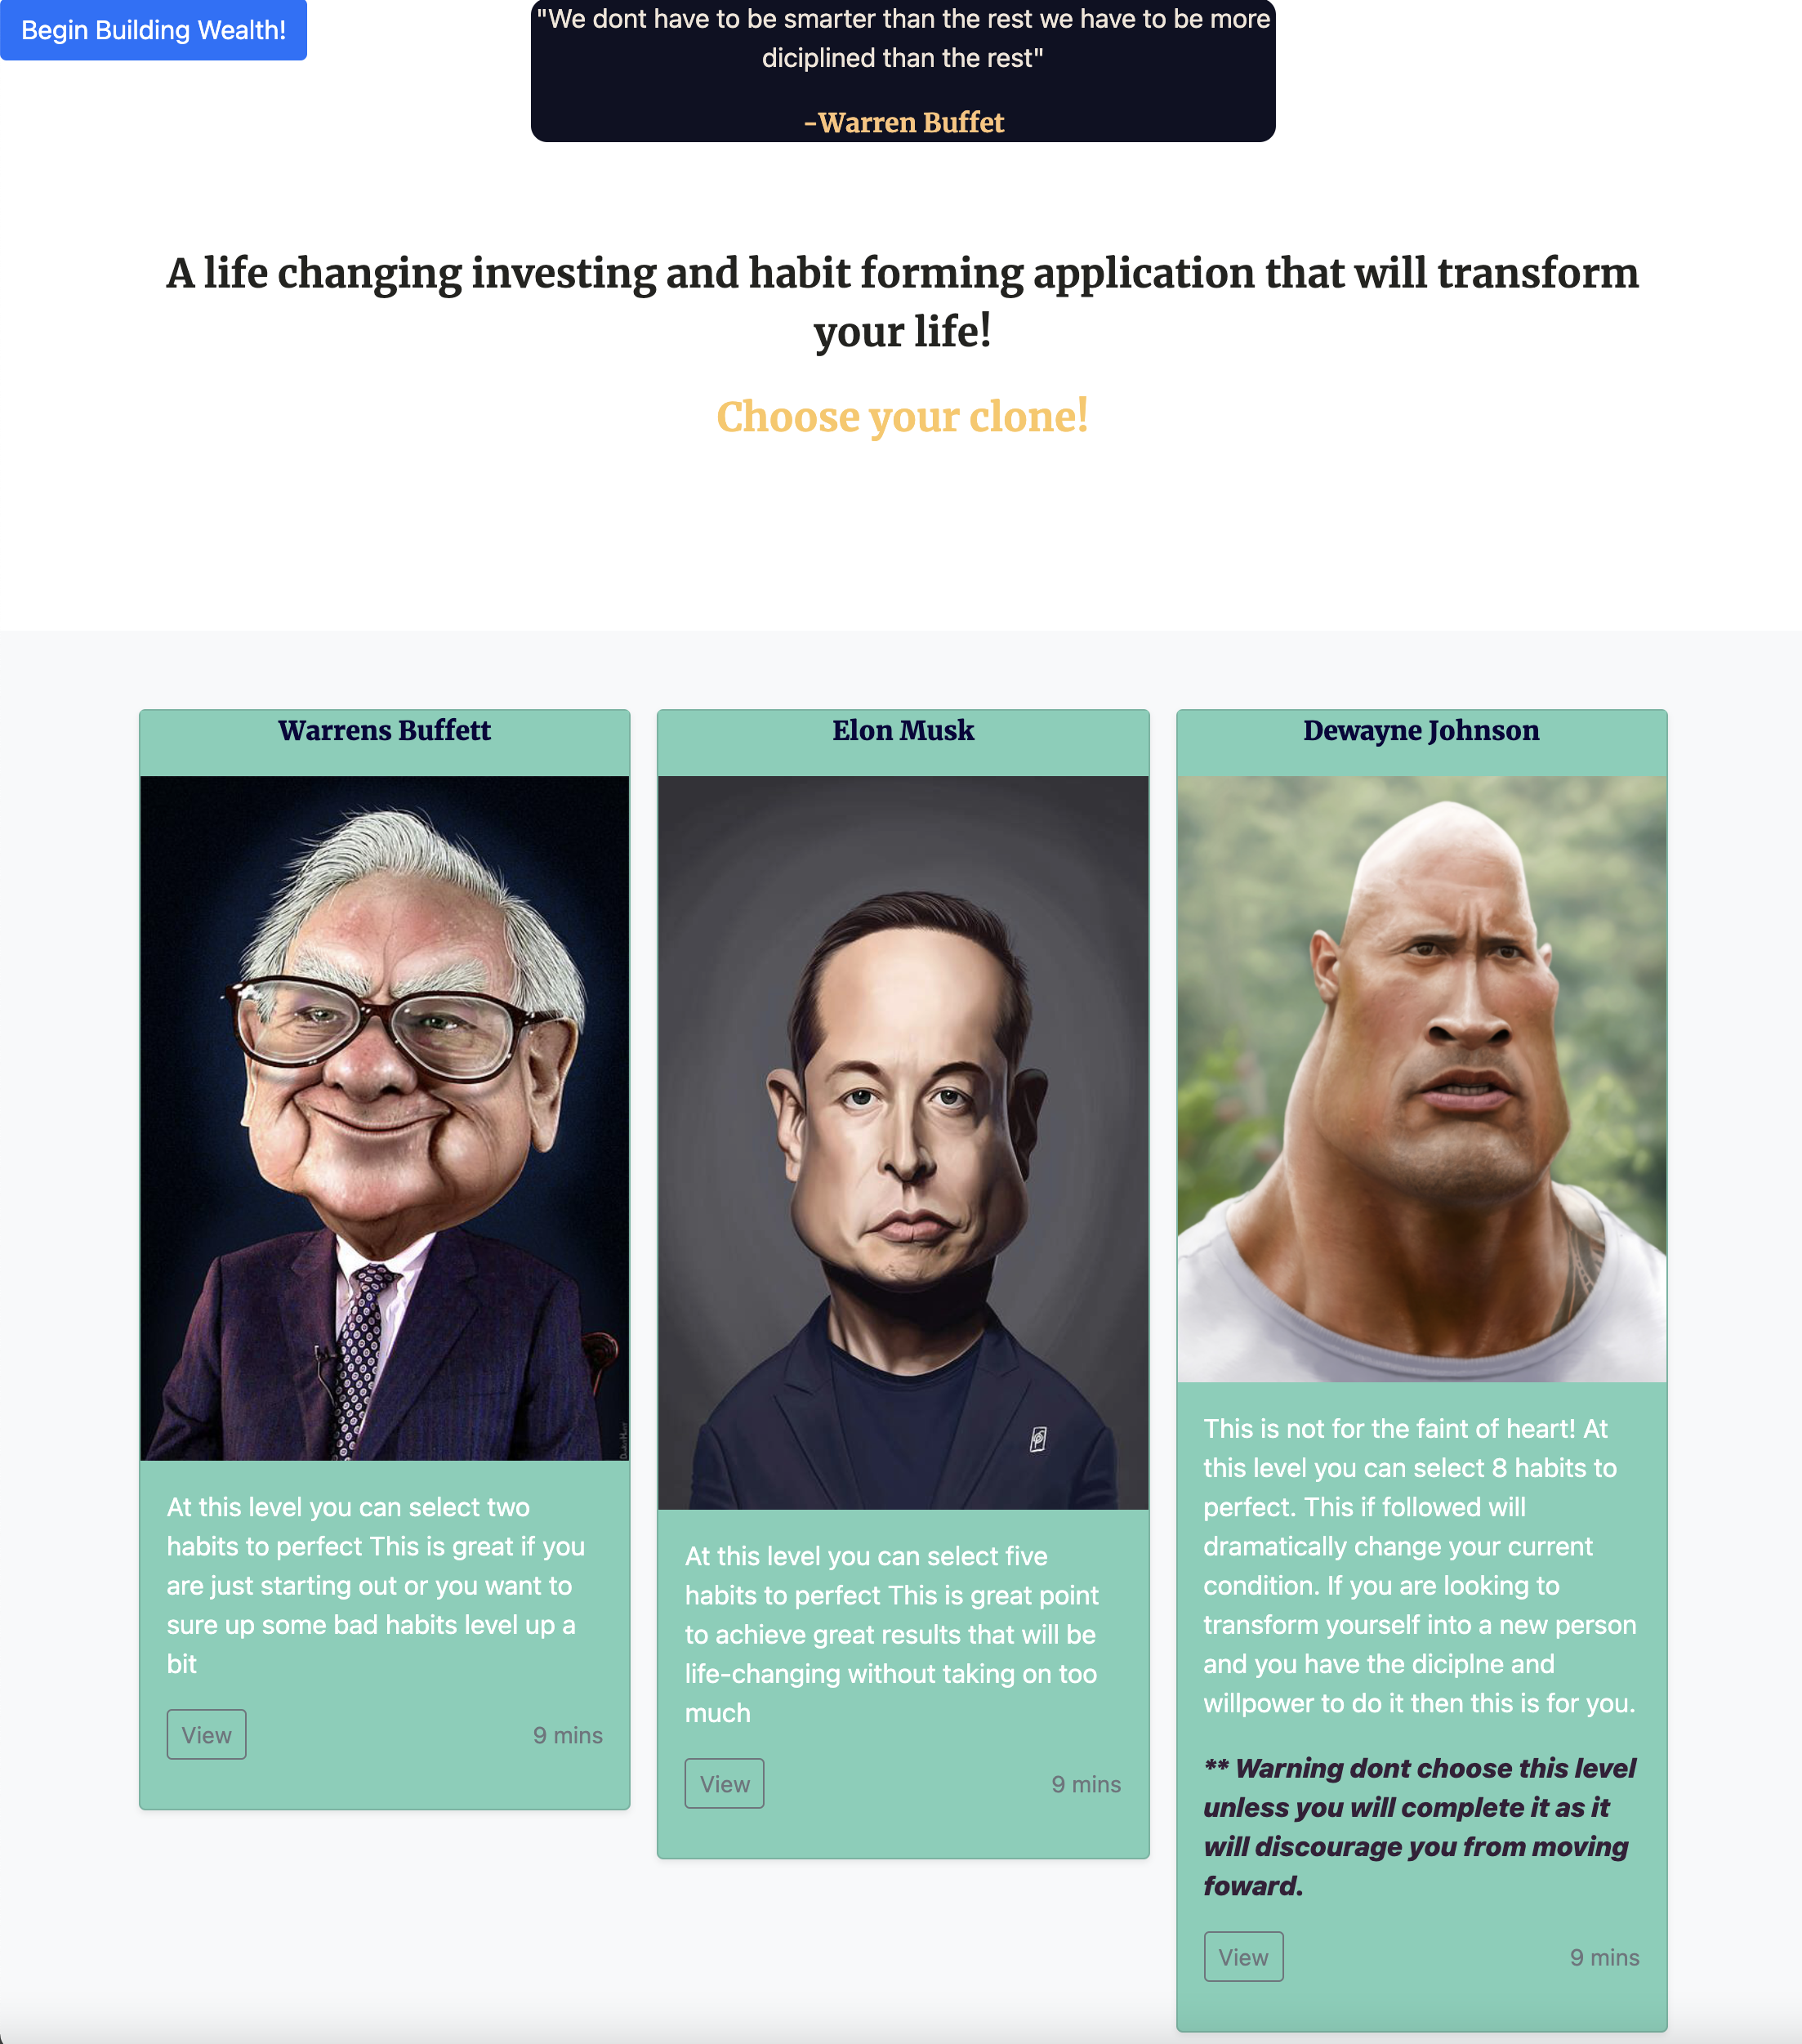 Begin Building Wealth!
"We dont have to be smarter than the rest we have to be more
diciplined than the rest"
-Warren Buffet
A life changing investing and habit forming application that will transform
your life!
Choose your clone!
Warrens Buffett
At this level you can select two
habits to perfect This is great if you
are just starting out or you want to
sure up some bad habits level up a
bit
View
9 mins
Elon Musk
At this level you can select five
habits to perfect This is great point
to achieve great results that will be
life-changing without taking on too
much
View
9 mins
Dewayne Johnson
This is not for the faint of heart! At
this level you can select 8 habits to
perfect. This if followed will
dramatically change your current
condition. If you are looking to
transform yourself into a new person
and you have the diciplne and
willpower to do it then this is for you.
** Warning dont choose this level
unless you will complete it as it
will discourage you from moving
foward.
View
9 mins